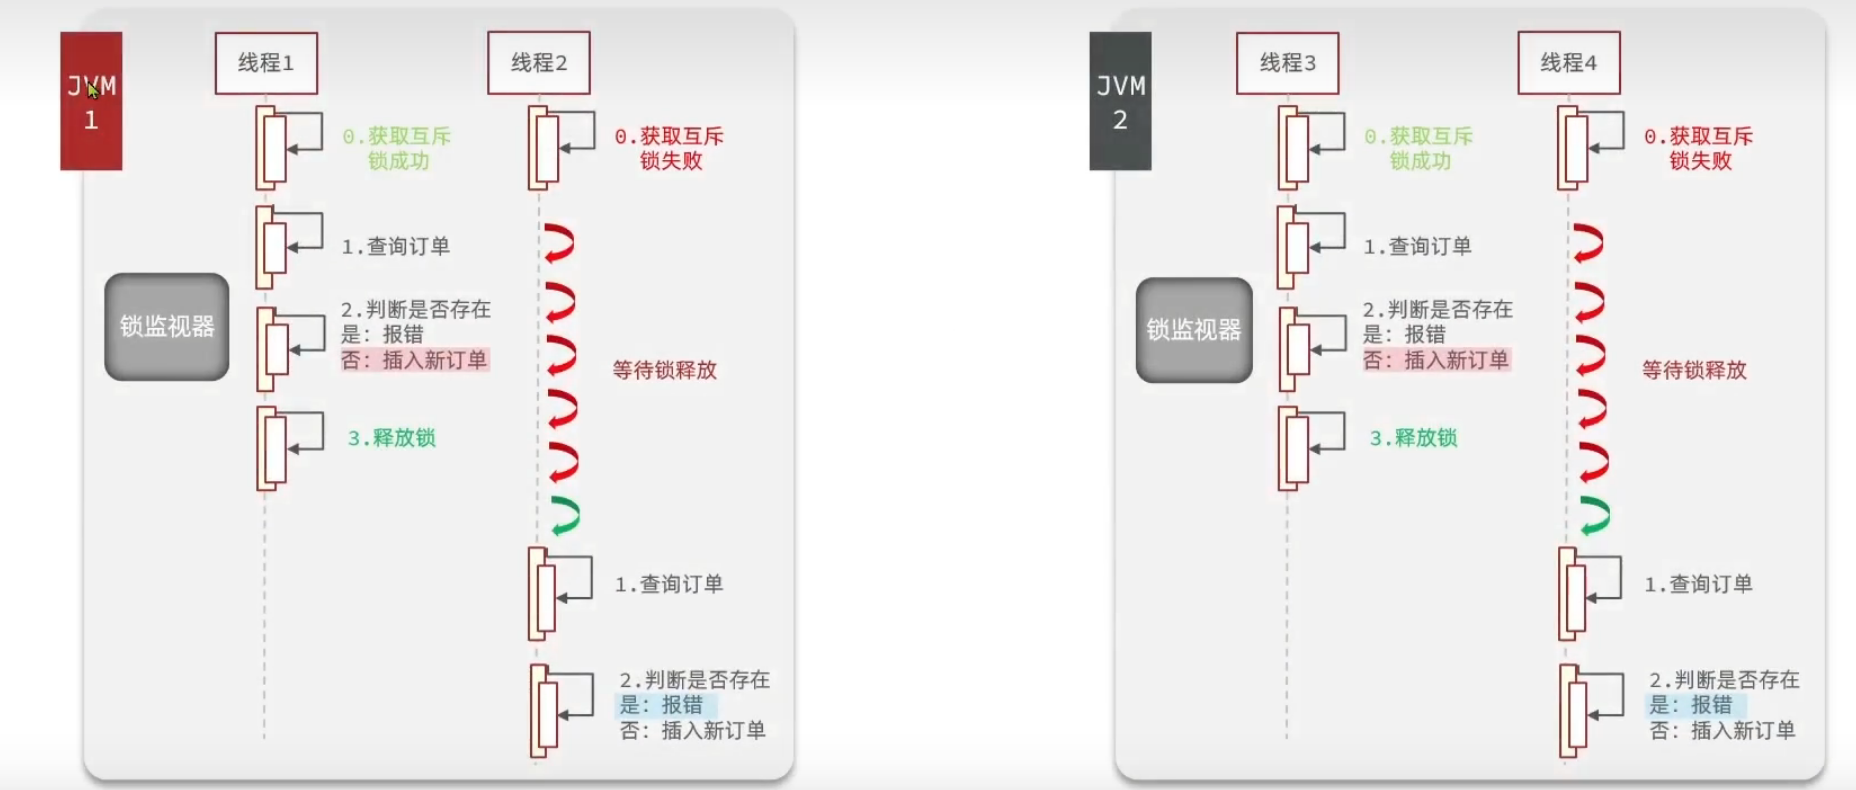 JVM
1
线程1
线程2
0.获取互斥
锁成功
0.获取互斥
锁失败
1.查询订单
锁监视器
2.判断是否存在
是：报错
否：插入新订单
等待锁释放
3.释放锁
1.查询订单
2.判断是否存在
是：报错
否：插入新订单
JVM
2
线程3
线程4
0.获取互斥
锁成功
0.获取互斥
锁失败
1.查询订单
锁监视器
2.判断是否存在
是：报错
否：插入新订单
等待锁释放
3.释放锁
1.查询订单
2.判断是否存在
是：报错
否：插入新订单